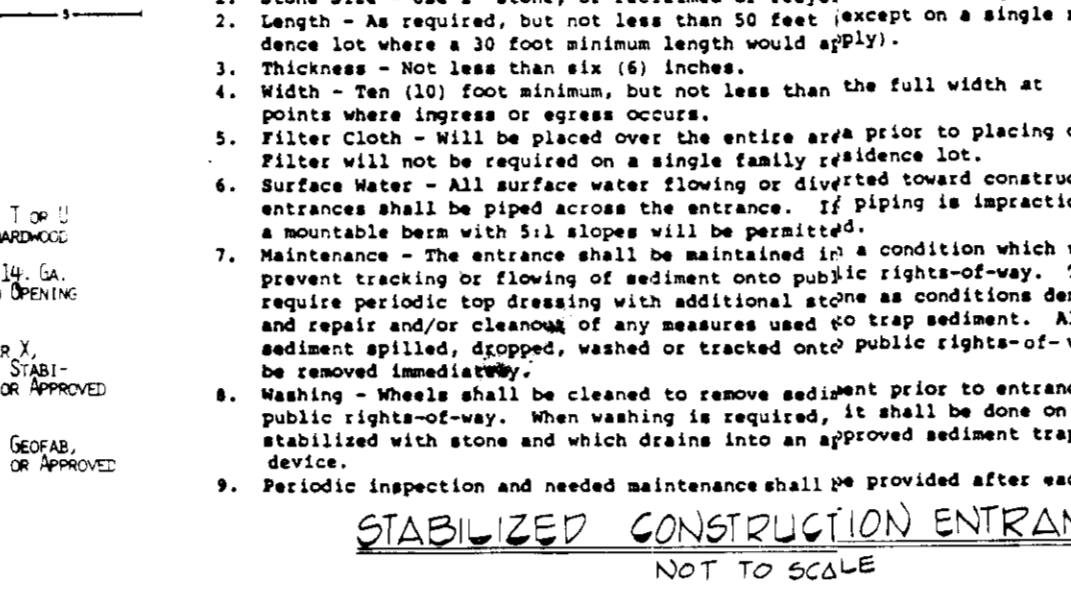 5
2. Length - As required, but not less than 50 feet (except on a single
dence lot where a 30 foot minimum length would apply).
3. Thickness - Not less than six (6) inches.
4. Width - Ten (10) foot minimum, but not less than the full width at
points where ingress or egress occurs.
5. Filter Cloth - Will be placed over the entire area prior to placing
Filter will not be required on a single family residence lot.
6. Surface Water - All surface water flowing or diverted toward construc
entrances shall be piped across the entrance. If piping is impractic
a mountable berm with 5:1 slopes will be permitted.
7. Maintenance - The entrance shall be maintained in a condition which
prevent tracking or flowing of sediment onto public rights-of-way.
require periodic top dressing with additional stone as conditions de
and repair and/or cleanout of any measures used to trap sediment. Al
sediment spilled, dropped, washed or tracked onto public rights-of-
be removed immediately.
8. Washing - Wheels shall be cleaned to remove sediment prior to entranc
public rights-of-way. When washing is required, it shall be done on
stabilized with stone and which drains into an approved sediment trap
device.
9. Periodic inspection and needed maintenance shall be provided after eac
STABILIZED CONSTRUCTION ENTRAN
NOT TO SCALE
T OR U
ARDWOOD
14. GA.
OPENING
R X,
STABI-
OR APPROVED
GEOFAB,
OR APPROVED